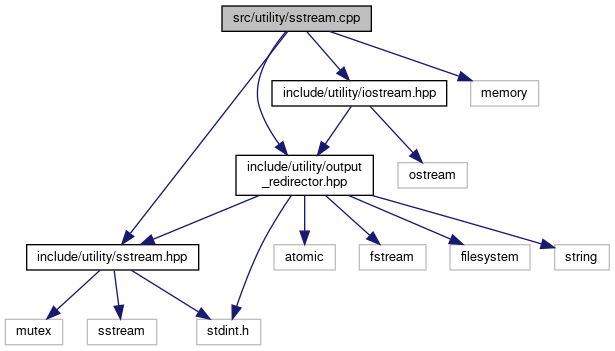 src/utility/sstream.cpp
include/utility/iostream.hpp
memory
include/utility/output
_redirector.hpp
ostream
include/utility/sstream.hpp
atomic
fstream
filesystem
string
mutex
sstream
stdint.h